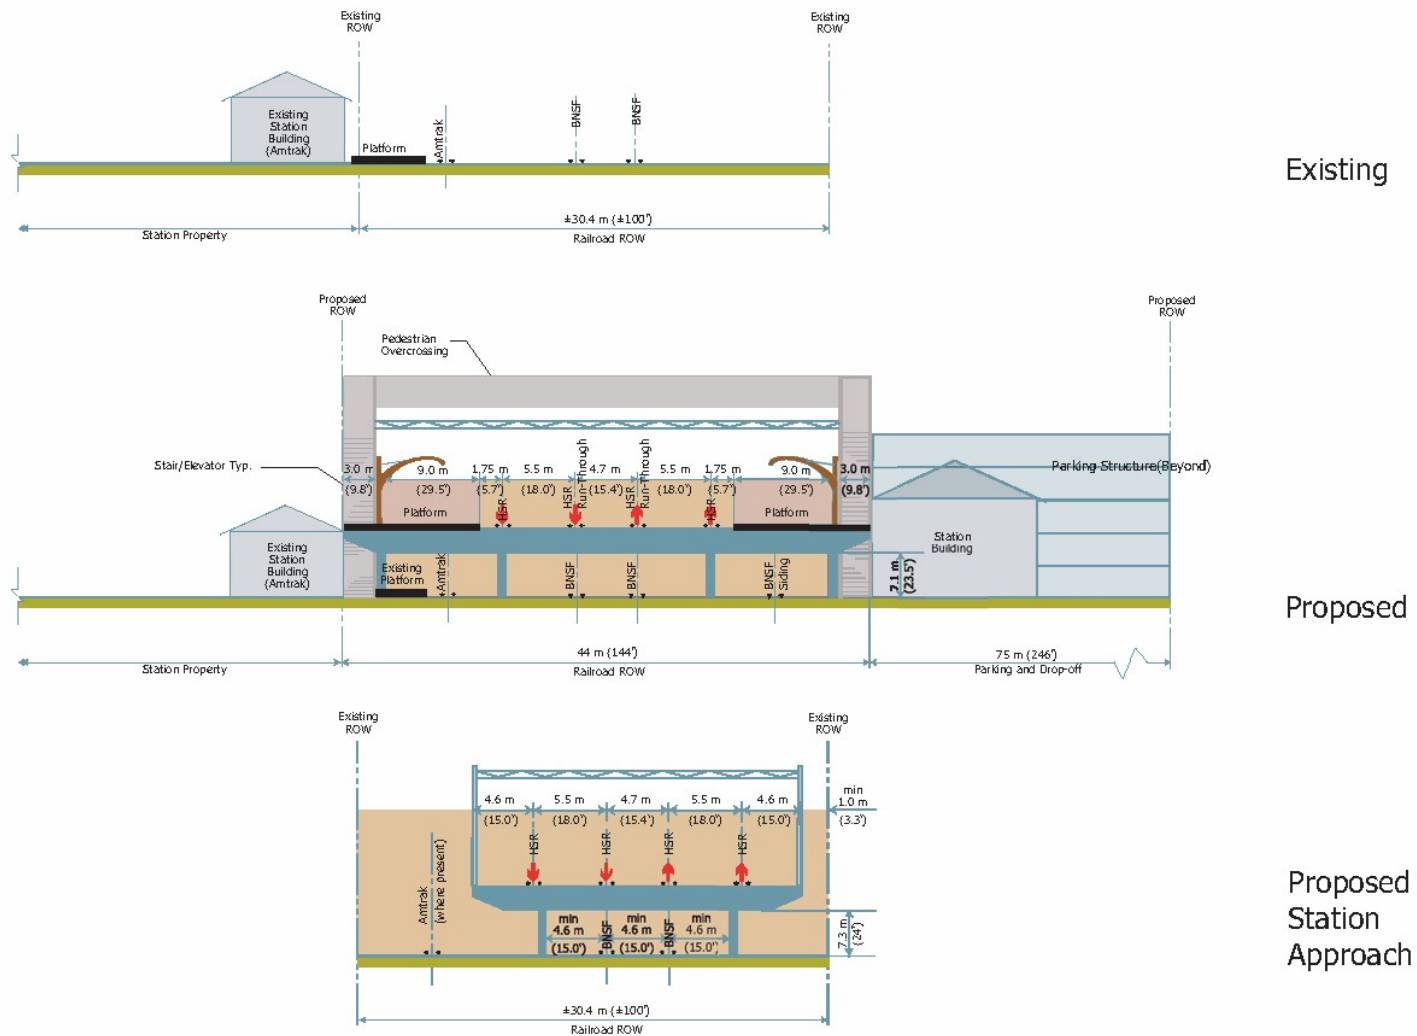 Existing
ROW
Existing
ROW
Existing
Station
Building
(Amtrak)
Platform
Amtrak
BNSF
BNSF
Existing
±30.4 m (±100')
Station Property
Railroad ROW
Proposed
ROW
Proposed
ROW
Pedestrian
Overcrossing
Stair/Elevator Typ.
3.0 m
9.0 m
1.75 m
5.5 m
4.7 m
5.5 m
1.75 m
9.0 m
3.0 m
(9.8')
(29.5')
(5.7')
(18.0')
(15.4')
(18.0')
(5.7')
(29.5')
(9.8')
HSR
HSR
Run-Through
HSR
Run-Through
HSR
Parking Structure(Beyond)
Platform
Platform
Existing
Station
Building
(Amtrak)
Existing
Platform
Amtrak
BNSF
BNSF
BNSF
Siding
7.1 m
(23.5')
Station
Building
Proposed
44 m (144')
75 m (246')
Station Property
Railroad ROW
Parking and Drop-off
Existing
ROW
Existing
ROW
4.6 m
5.5 m
4.7 m
5.5 m
4.6 m
min
1.0 m
(15.0')
(18.0')
(15.4')
(18.0')
(15.0')
(3.3')
HSR
HSR
HSR
HSR
Amtrak
(where present)
min
4.6 m
(15.0')
min
4.6 m
(15.0')
min
4.6 m
(15.0')
BNSF
BNSF
7.3 m
(24')
Proposed
Station
Approach
±30.4 m (±100')
Railroad ROW